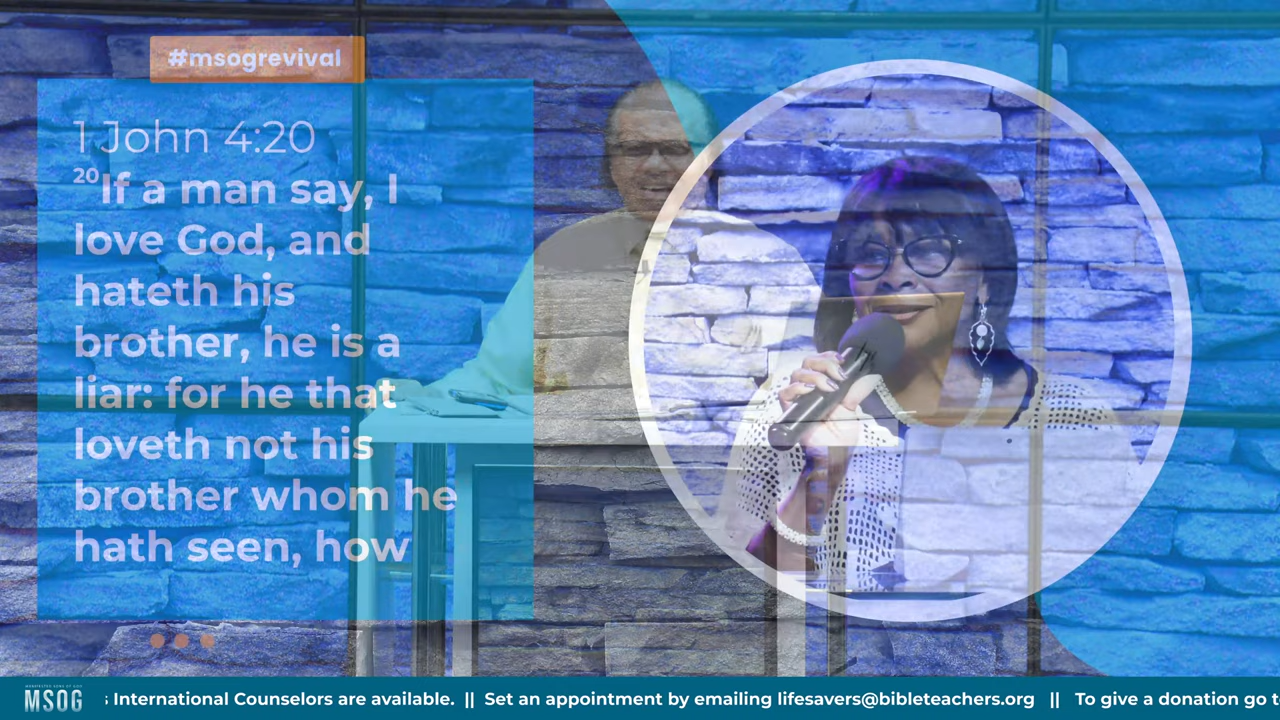 #msogrevival
1 John 4:20
20If a man say, I
love God, and
hateth his
brother, he is a
liar: for he that
loveth not his
brother whom he
hath seen, how
MSOG
International Counselors are available. || Set an appointment by emailing lifesavers@bibleteachers.org || To give a donation go